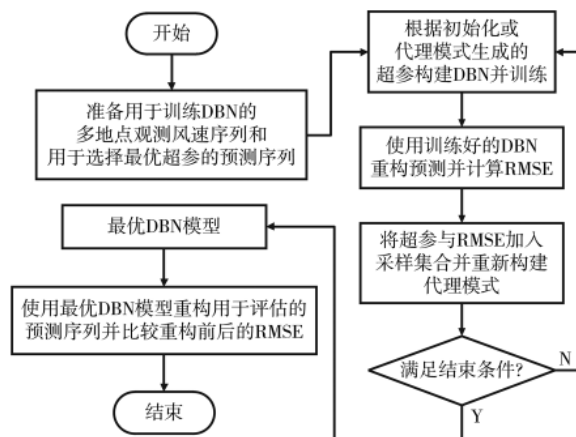 开始
准备用于训练DBN的
多地点观测风速序列和
用于选择最优超参的预测序列
根据初始化或
代理模式生成的
超参构建DBN并训练
使用训练好的DBN
重构预测并计算RMSE
将超参与RMSE加入
采样集合并重新构建
代理模式
满足结束条件?
N
Y
最优DBN模型
使用最优DBN模型重构用于评估的
预测序列并比较重构前后的RMSE
结束